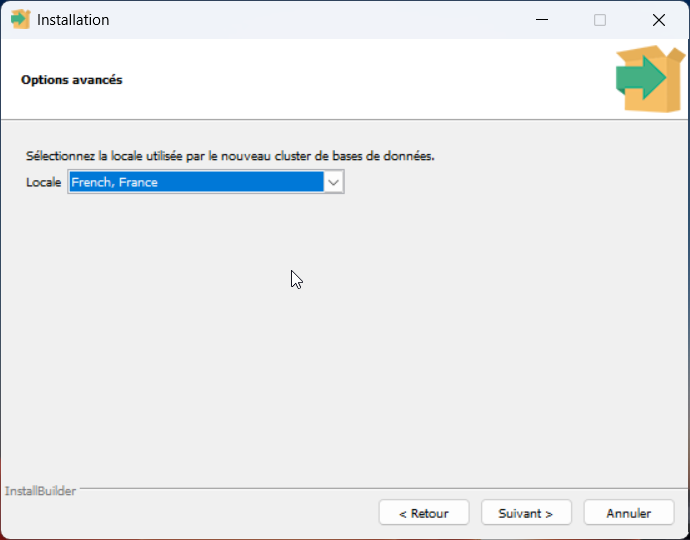 Installation
Options avancés
Sélectionnez la locale utilisée par le nouveau cluster de bases de données.
Locale French, France
InstallBuilder
< Retour Suivant > Annuler